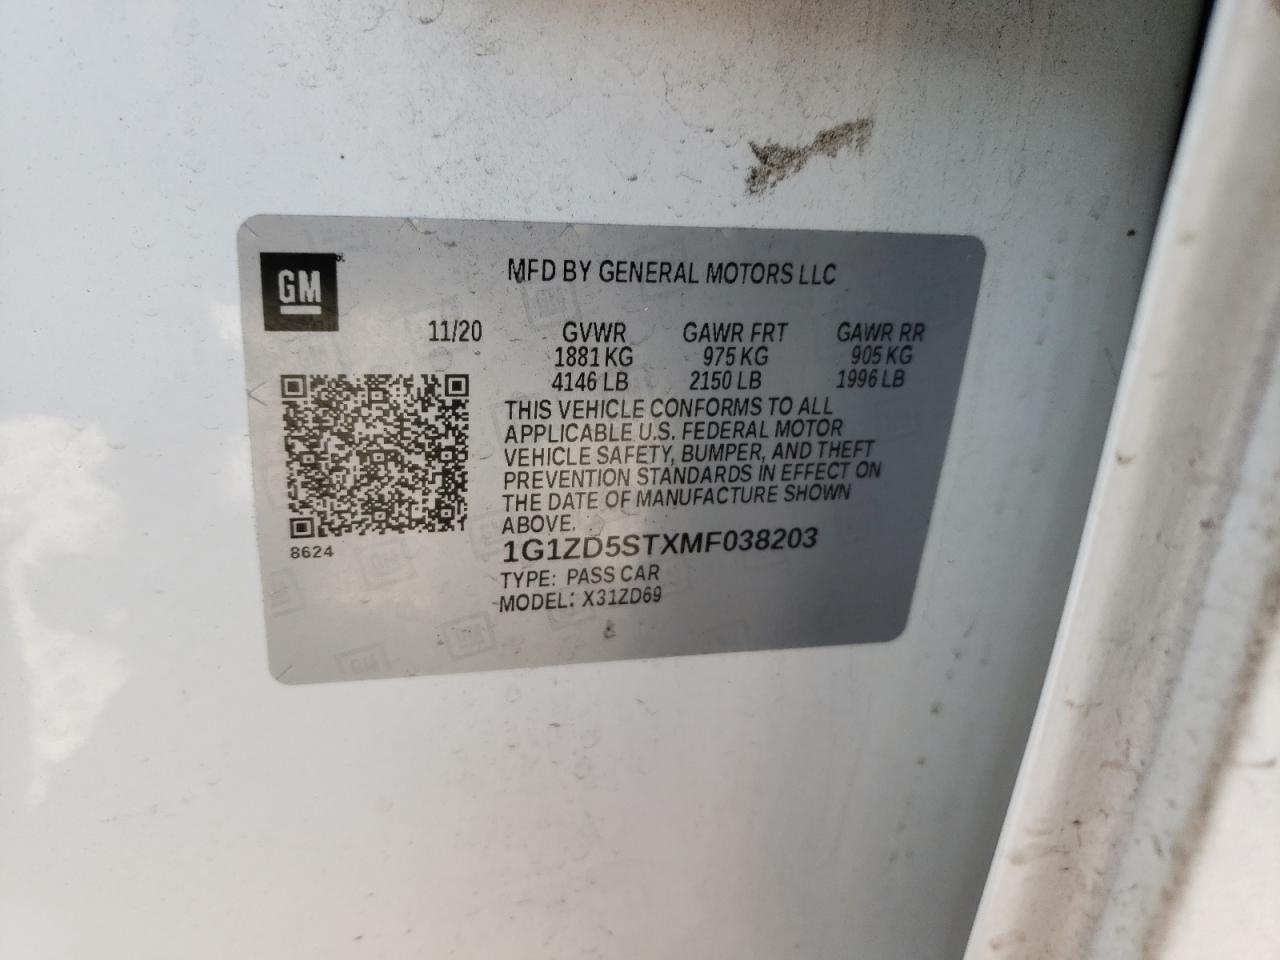 GM
MFD BY GENERAL MOTORS LLC
11/20 GVWR GAWR FRT GAWR RR
1881 KG 975 KG 905 KG
4146 LB 2150 LB 1996 LB
THIS VEHICLE CONFORMS TO ALL
APPLICABLE U.S. FEDERAL MOTOR
VEHICLE SAFETY, BUMPER, AND THEFT
PREVENTION STANDARDS IN EFFECT ON
THE DATE OF MANUFACTURE SHOWN
ABOVE.
8624
1G1ZD5STXMF038203
TYPE: PASS CAR
MODEL: X31ZD69